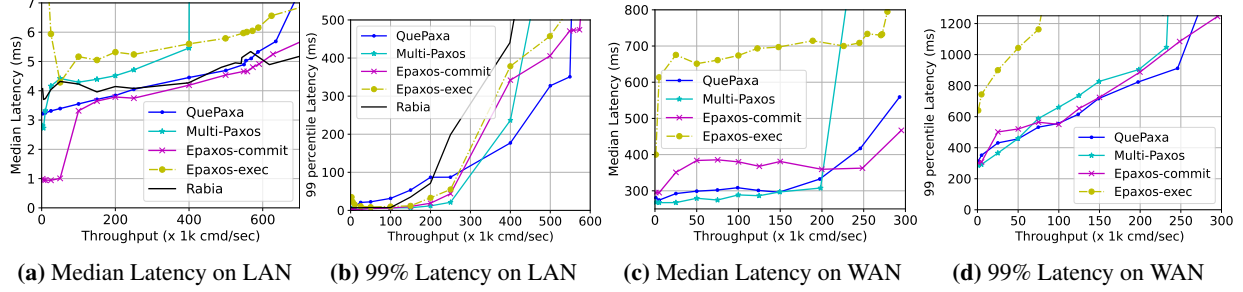 7
6
5
4
3
2
1
0
Median Latency (ms)
0 200 400 600
Throughput (x 1k cmd/sec)
QuePaxa
Multi-Paxos
Epaxos-commit
Epaxos-exec
Rabia
(a) Median Latency on LAN
500
400
300
200
100
0
99 percentile Latency (ms)
0 100 200 300 400 500 600
Throughput (x 1k cmd/sec)
QuePaxa
Multi-Paxos
Epaxos-commit
Epaxos-exec
Rabia
(b) 99% Latency on LAN
800
700
600
500
400
300
Median Latency (ms)
0 50 100 150 200 250 300
Throughput (x 1k cmd/sec)
QuePaxa
Multi-Paxos
Epaxos-commit
Epaxos-exec
(c) Median Latency on WAN
1200
1000
800
600
400
200
0
99 percentile Latency (ms)
0 50 100 150 200 250 300
Throughput (x 1k cmd/sec)
QuePaxa
Multi-Paxos
Epaxos-commit
Epaxos-exec
(d) 99% Latency on WAN